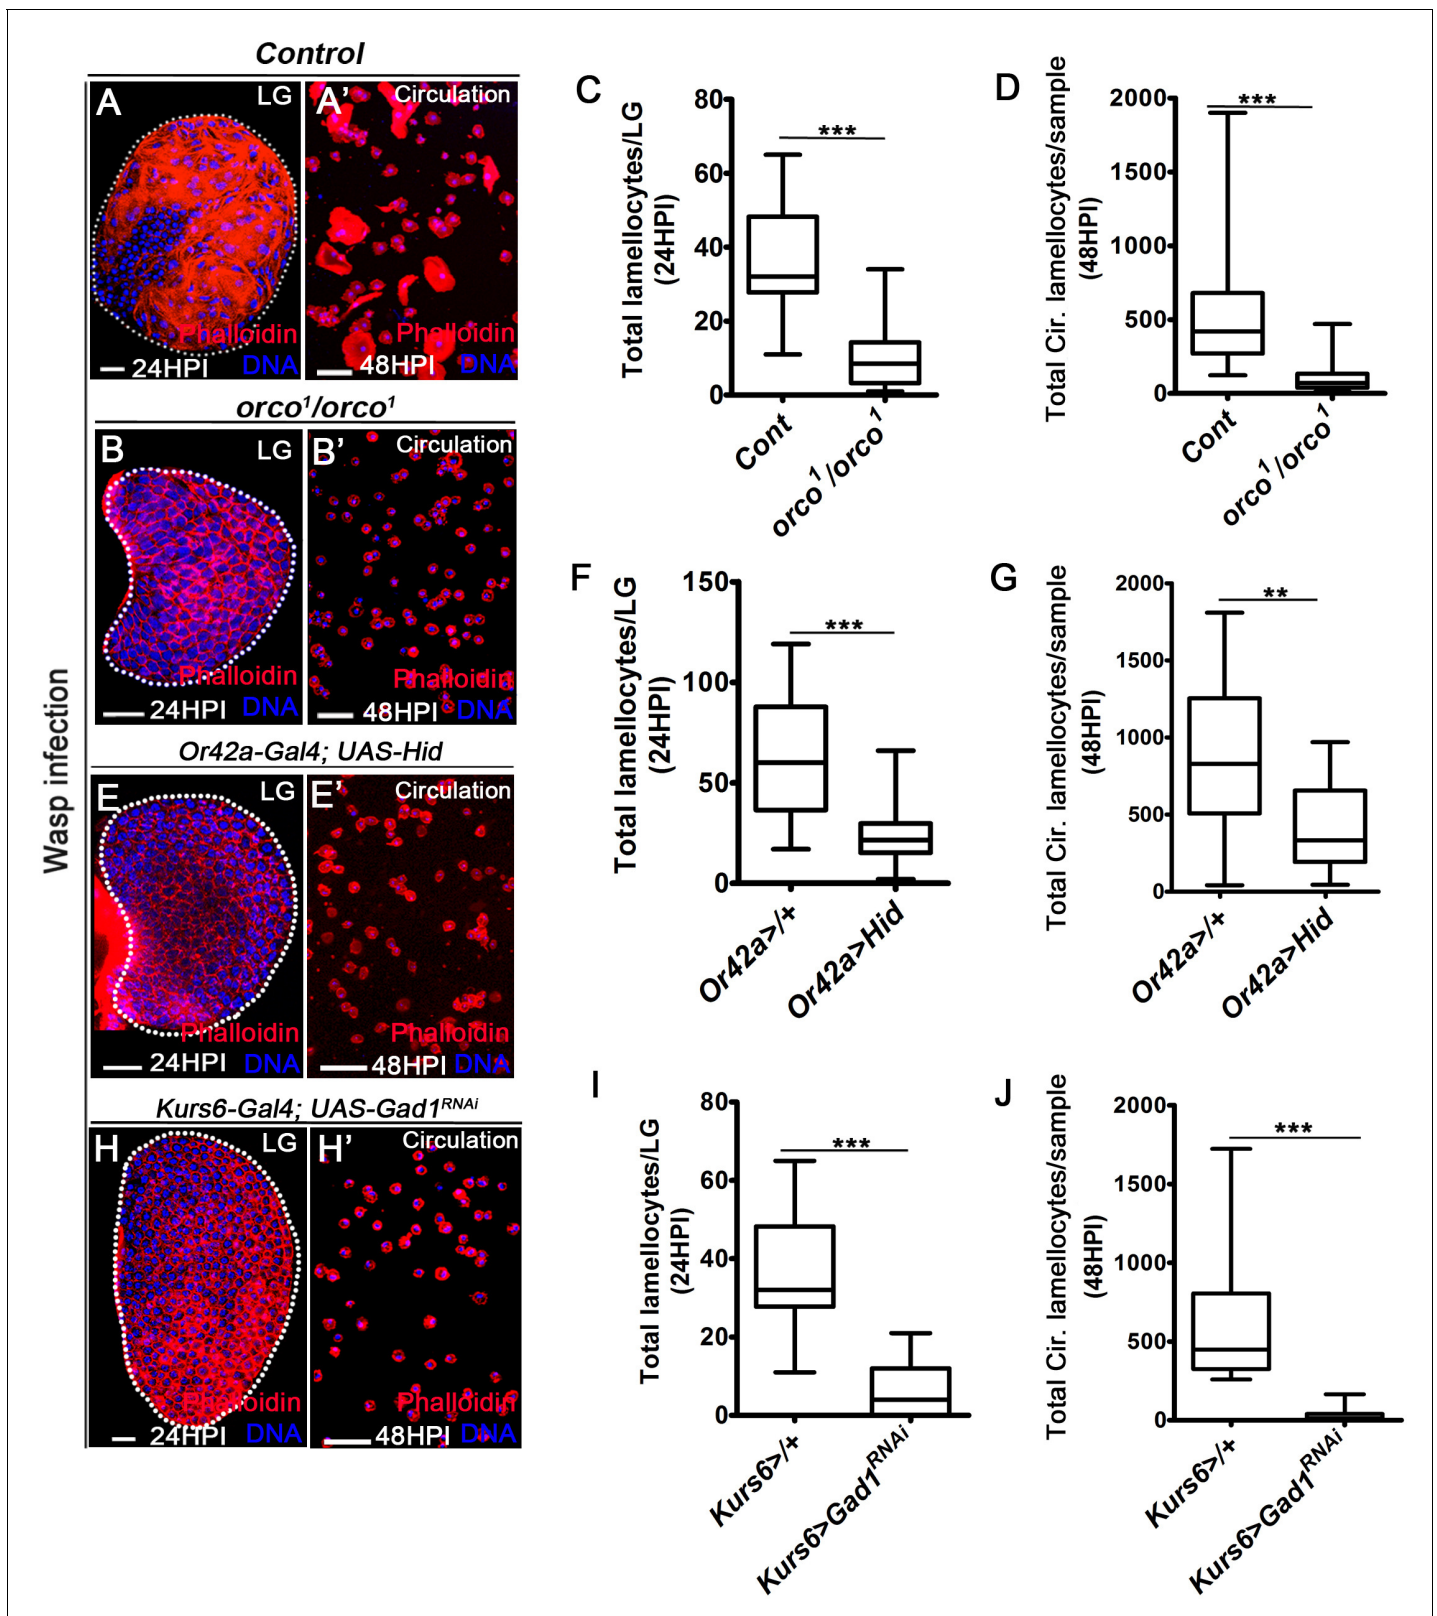 Wasp infection
Control
A
LG
Phalloidin
24HPI
DNA
A’
Circulation
Phalloidin
48HPI
DNA
orco¹/orco¹
B
LG
Phalloidin
24HPI
DNA
B’
Circulation
Phalloidin
48HPI
DNA
Or42a-Gal4; UAS-Hid
E
LG
Phalloidin
24HPI
DNA
E’
Circulation
Phalloidin
48HPI
DNA
Kurs6-Gal4; UAS-Gad1ᴿᴺᴬⁱ
H
LG
Phalloidin
24HPI
DNA
H’
Circulation
Phalloidin
48HPI
DNA
C
Total lamellocytes/LG
(24HPI)
80
60
40
20
0
***
Cont
orco¹/orco¹
D
Total Cir. lamellocytes/sample
(48HPI)
2000
1500
1000
500
0
***
Cont
orco¹/orco¹
F
Total lamellocytes/LG
(24HPI)
150
100
50
0
***
Or42a>/+
Or42a>Hid
G
Total Cir. lamellocytes/sample
(48HPI)
2000
1500
1000
500
0
**
Or42a>/+
Or42a>Hid
I
Total lamellocytes/LG
(24HPI)
80
60
40
20
0
***
Kurs6>/+
Kurs6>Gad1ᴿᴺᴬⁱ
J
Total Cir. lamellocytes/sample
(48HPI)
2000
1500
1000
500
0
***
Kurs6>/+
Kurs6>Gad1ᴿᴺᴬⁱ